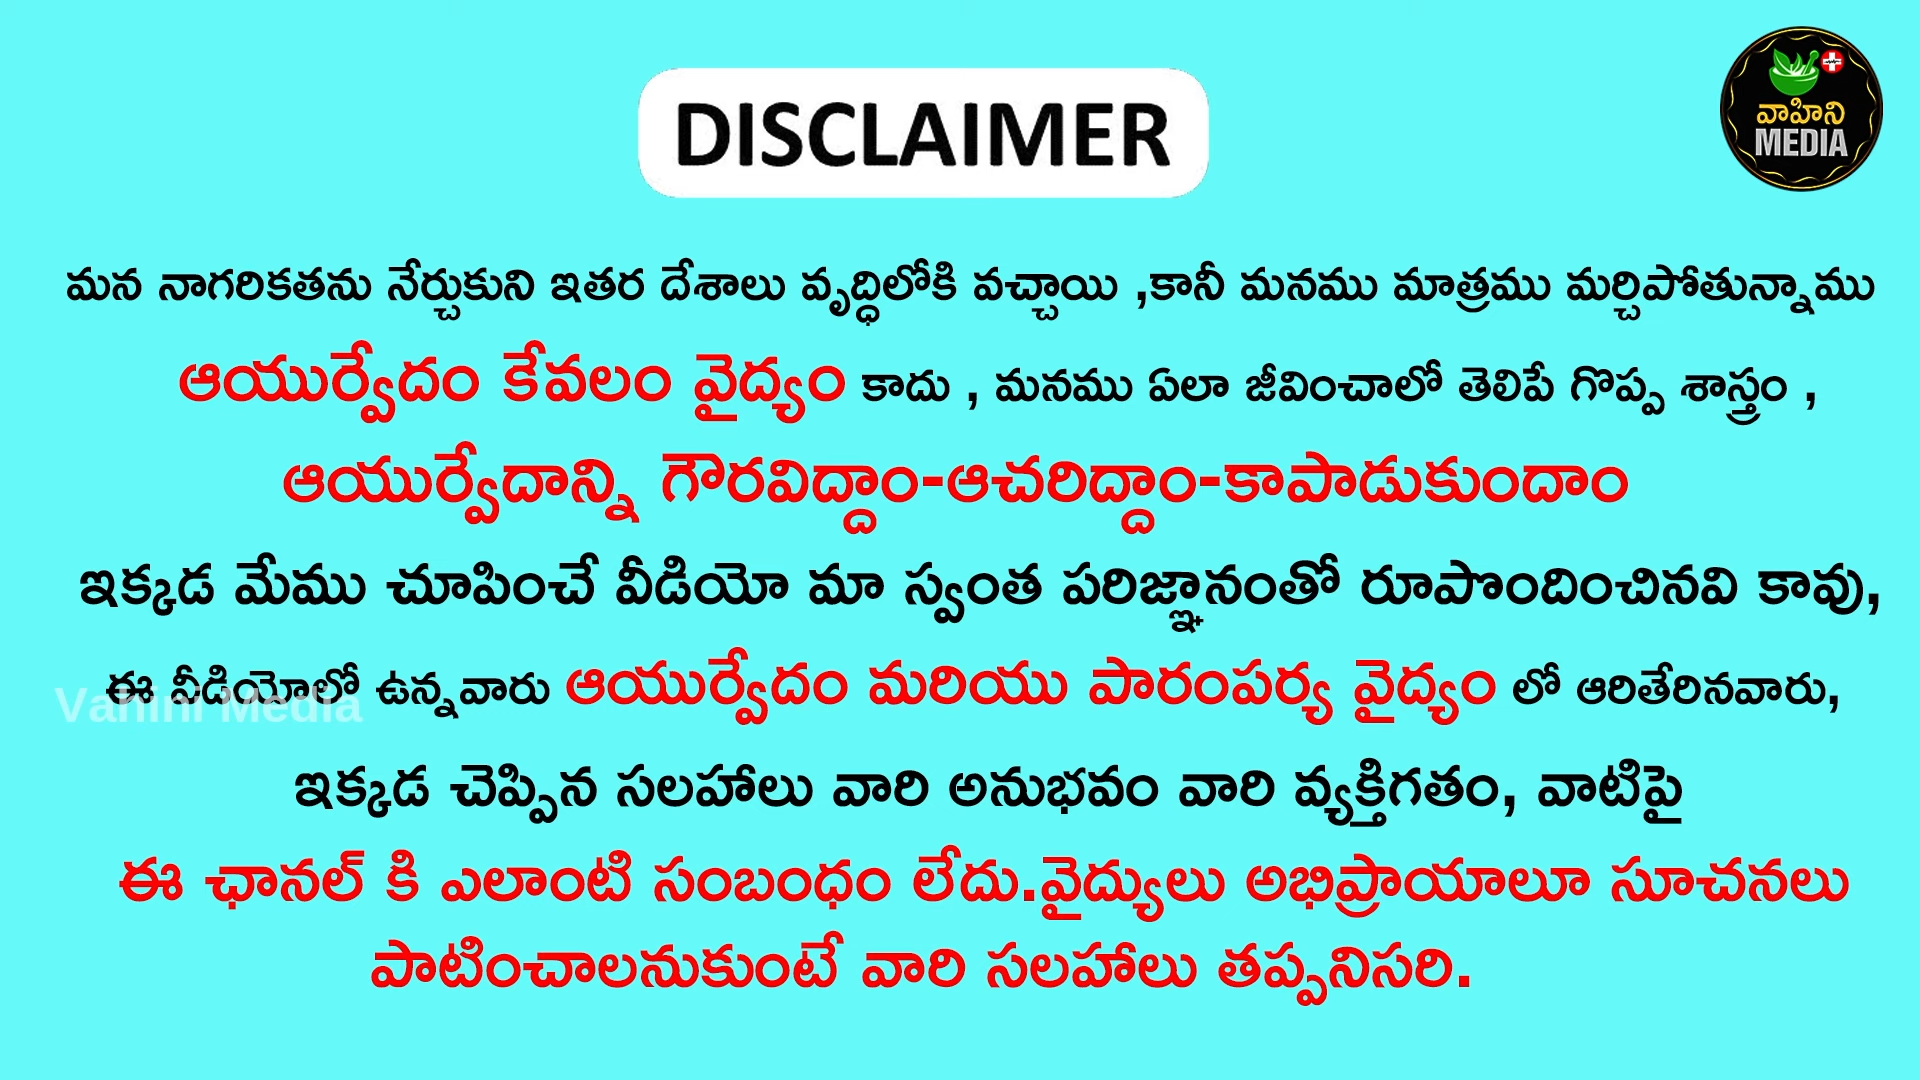 DISCLAIMER
వాహిని
MEDIA
మన నాగరికతను నేర్చుకుని ఇతర దేశాలు వృద్ధిలోకి వచ్చాయి ,కానీ మనము మాత్రము మర్చిపోతున్నాము
ఆయుర్వేదం కేవలం వైద్యం కాదు , మనము ఏలా జీవించాలో తెలిపే గొప్ప శాస్త్రం ,
ఆయుర్వేదాన్ని గౌరవిద్దాం-ఆచరిద్దాం-కాపాడుకుందాం
ఇక్కడ మేము చూపించే వీడియో మా స్వంత పరిజ్ఞానంతో రూపొందించినవి కావు,
ఈ వీడియోలో ఉన్నవారు ఆయుర్వేదం మరియు పారంపర్య వైద్యం లో ఆరితేరినవారు,
Vahini Media
ఇక్కడ చెప్పిన సలహాలు వారి అనుభవం వారి వ్యక్తిగతం, వాటిపై
ఈ ఛానల్ కి ఎలాంటి సంబంధం లేదు.వైద్యులు అభిప్రాయాలూ సూచనలు
పాటించాలనుకుంటే వారి సలహాలు తప్పనిసరి.